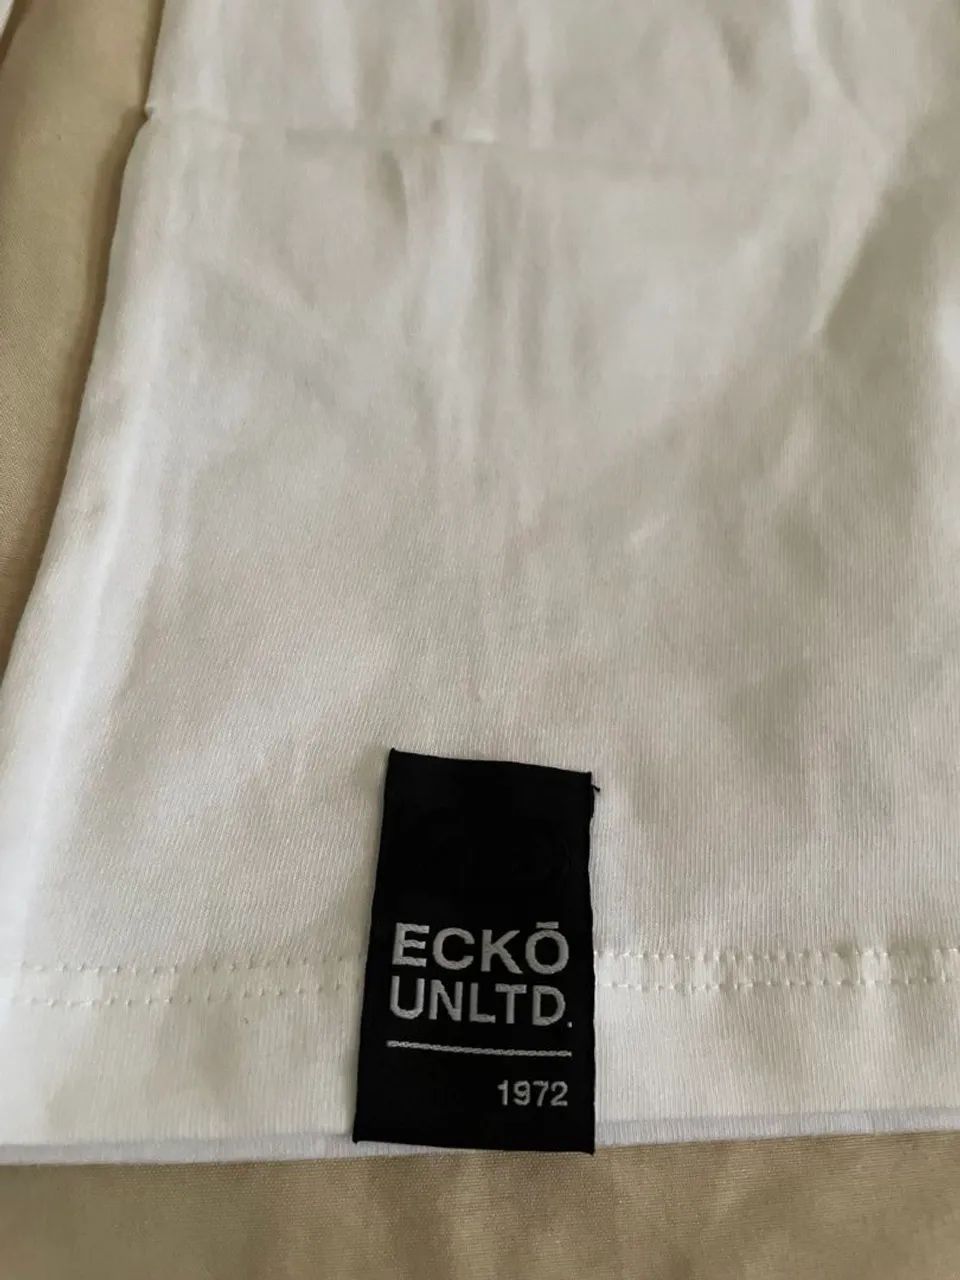 ECKŌ
UNLTD.
1972